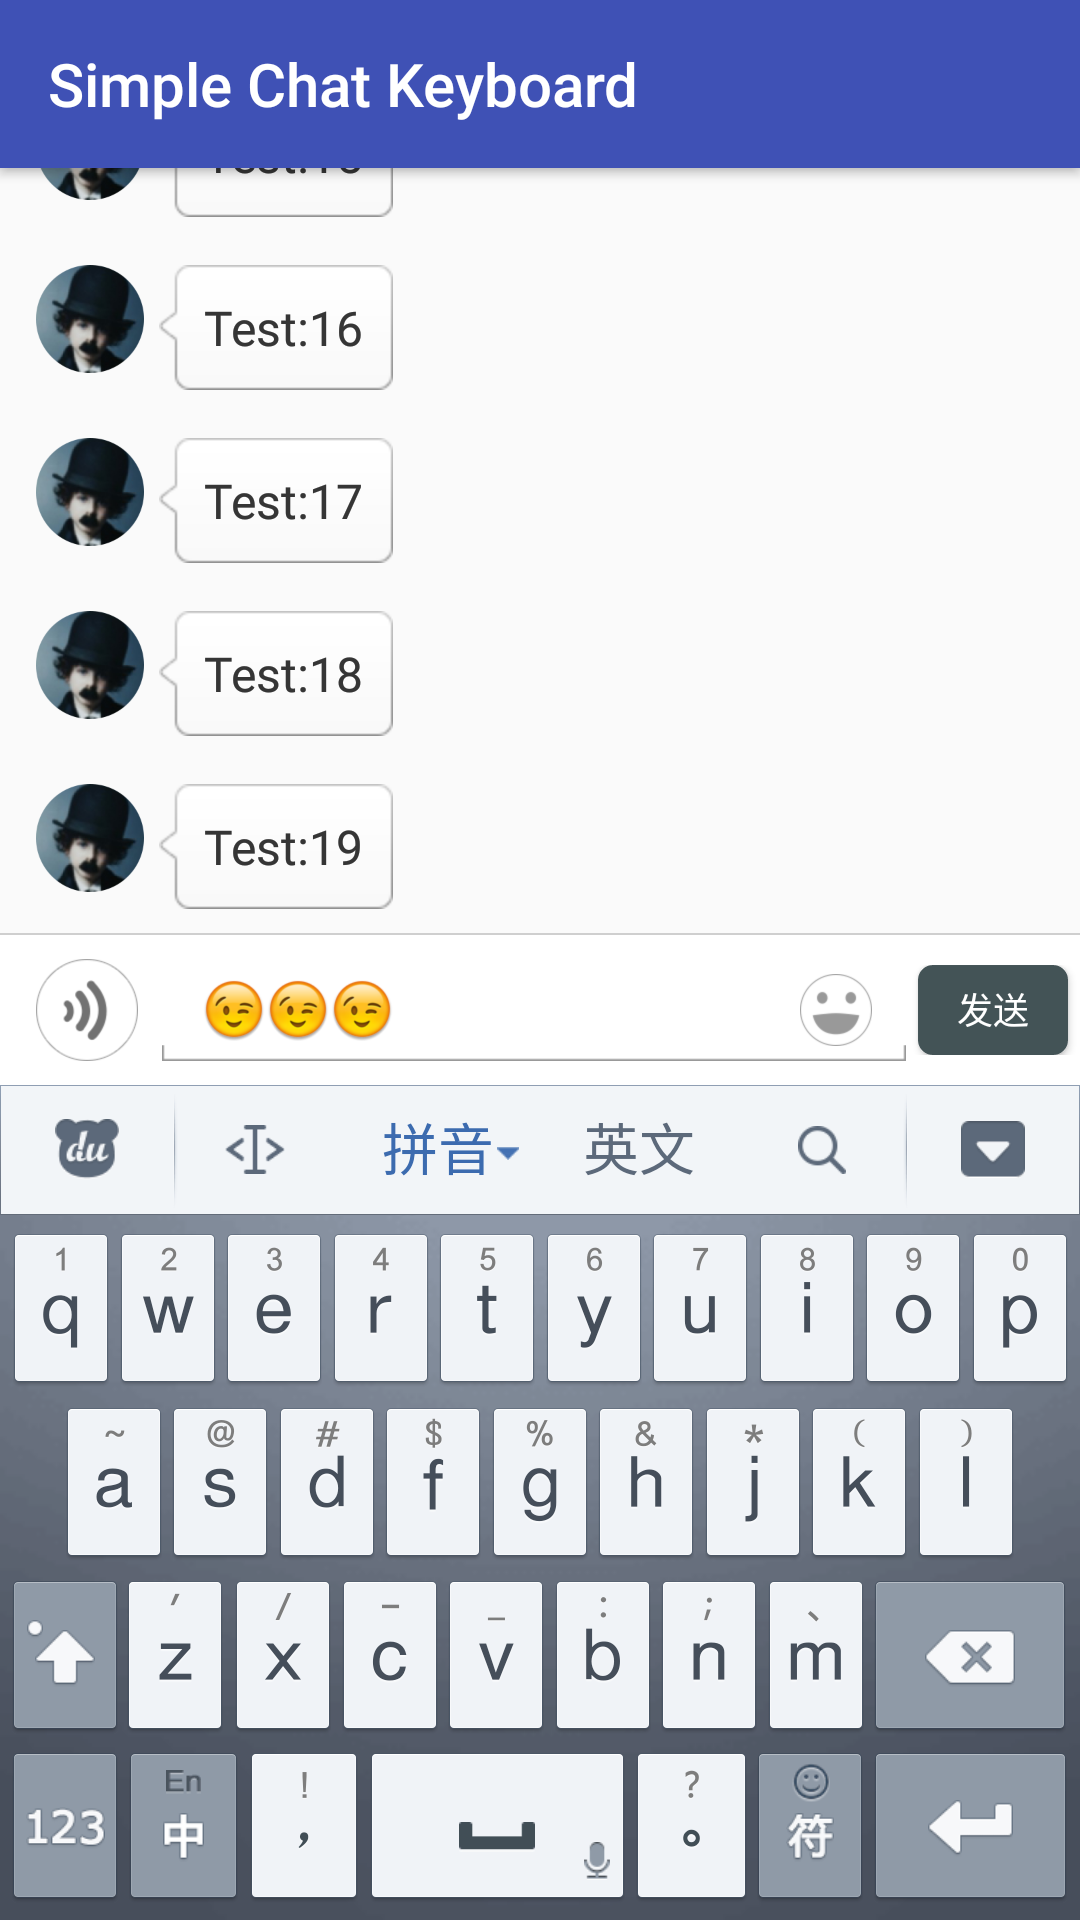 Simple Chat Keyboard
Test:16
Test:17
Test:18
Test:19
😉😉😉 发送
du 拼音 英文
1 2 3 4 5 6 7 8 9 0
q w e r t y u i o p
~ @ # $ % & * ( )
a s d f g h j k l
′ / – _ : ; 、
z x c v b n m
En ! ?
123 中 , 。 符